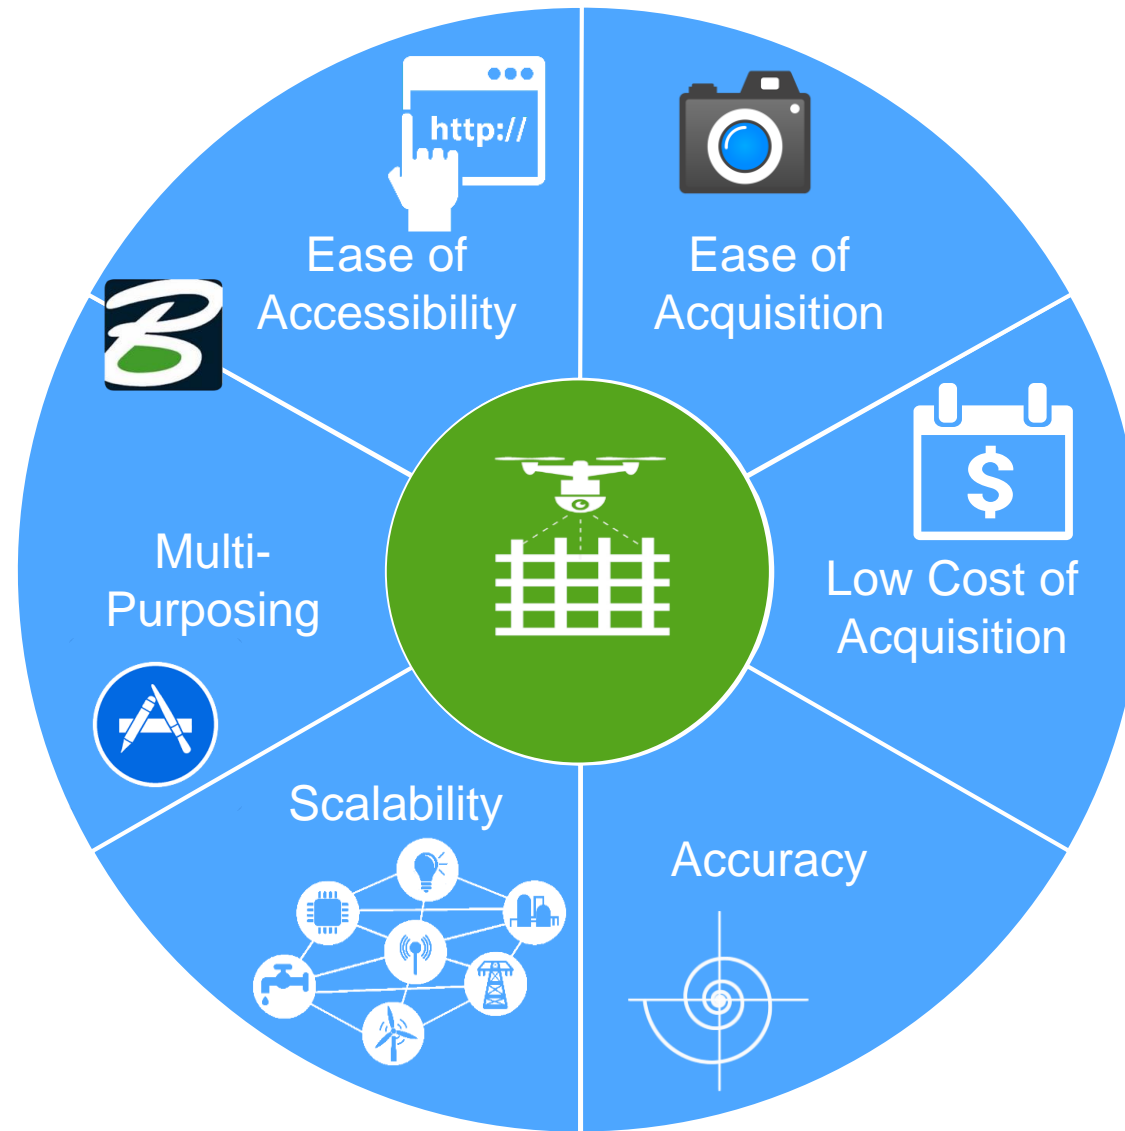 http://
Ease of
Accessibility
Ease of
Acquisition
$
Low Cost of
Acquisition
Accuracy
Scalability
Multi-
Purposing
B